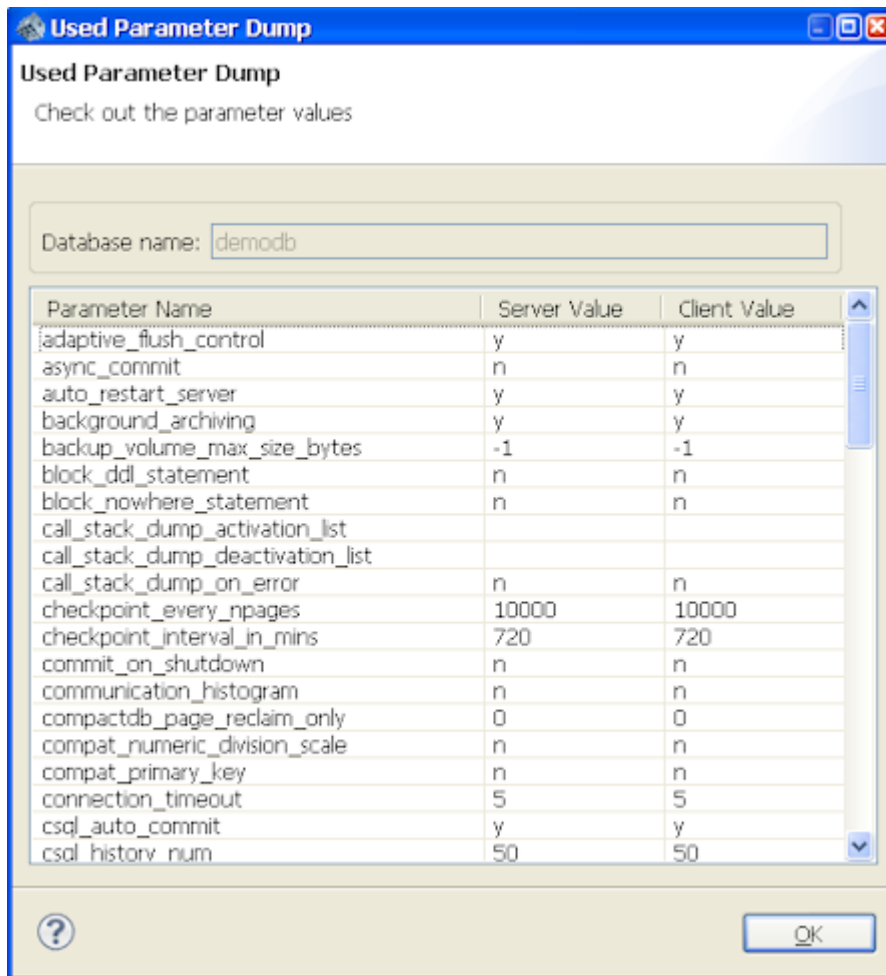 Used Parameter Dump
Used Parameter Dump
Check out the parameter values
Database name: demodb
Parameter Name Server Value Client Value
adaptive_flush_control y y
async_commit n n
auto_restart_server y y
background_archiving y y
backup_volume_max_size_bytes -1 -1
block_ddl_statement n n
block_nowhere_statement n n
call_stack_dump_activation_list
call_stack_dump_deactivation_list
call_stack_dump_on_error n n
checkpoint_every_npages 10000 10000
checkpoint_interval_in_mins 720 720
commit_on_shutdown n n
communication_histogram n n
compactdb_page_reclaim_only 0 0
compat_numeric_division_scale n n
compat_primary_key n n
connection_timeout 5 5
csql_auto_commit y y
csql_history_num 50 50
? OK